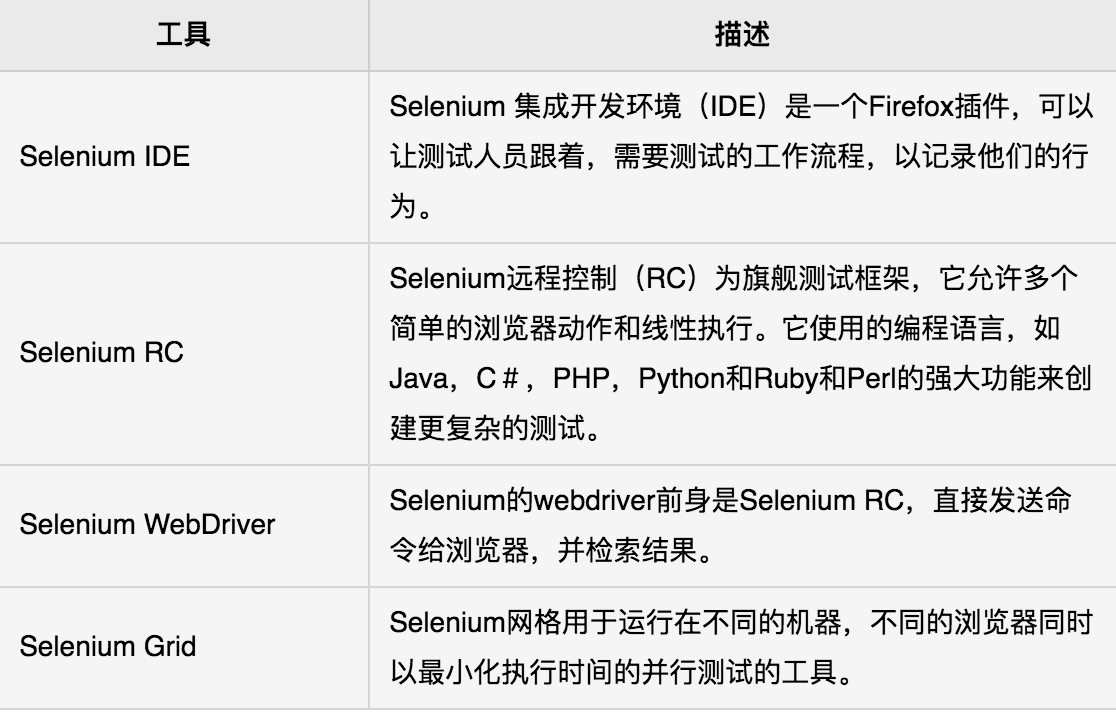 工具
描述
Selenium IDE
Selenium 集成开发环境（IDE）是一个Firefox插件，可以
让测试人员跟着，需要测试的工作流程，以记录他们的行
为。
Selenium RC
Selenium远程控制（RC）为旗舰测试框架，它允许多个
简单的浏览器动作和线性执行。它使用的编程语言，如
Java，C＃，PHP，Python和Ruby和Perl的强大功能来创
建更复杂的测试。
Selenium WebDriver
Selenium的webdriver前身是Selenium RC，直接发送命
令给浏览器，并检索结果。
Selenium Grid
Selenium网格用于运行在不同的机器，不同的浏览器同时
以最小化执行时间的并行测试的工具。